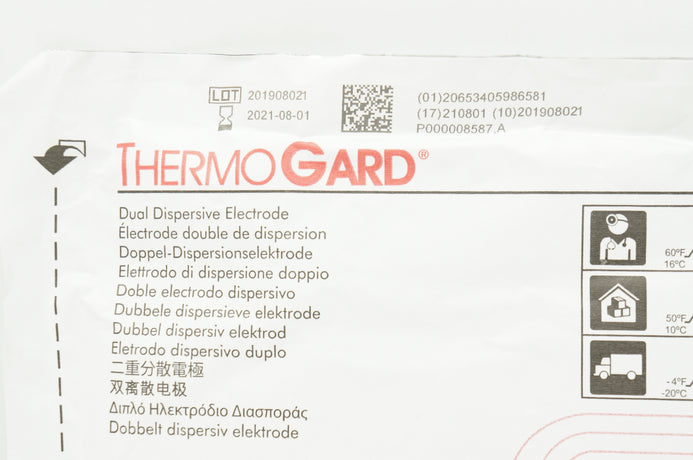 LOT 201908021
2021-08-01
(01)20653405986581
(17)210801 (10)201908021
P000008587.A
THERMOGARD®
Dual Dispersive Electrode
Électrode double de dispersion
Doppel-Dispersionselektrode
Elettrodo di dispersione doppio
Doble electrodo dispersivo
Dubbele dispersieve elektrode
Dubbel dispersiv elektrod
Eletrodo dispersivo duplo
二重分散電極
双离散电极
Διπλό Ηλεκτρόδιο Διασποράς
Dobbelt dispersiv elektrode
60°F
16°C
50°F
10°C
-4°F
-20°C